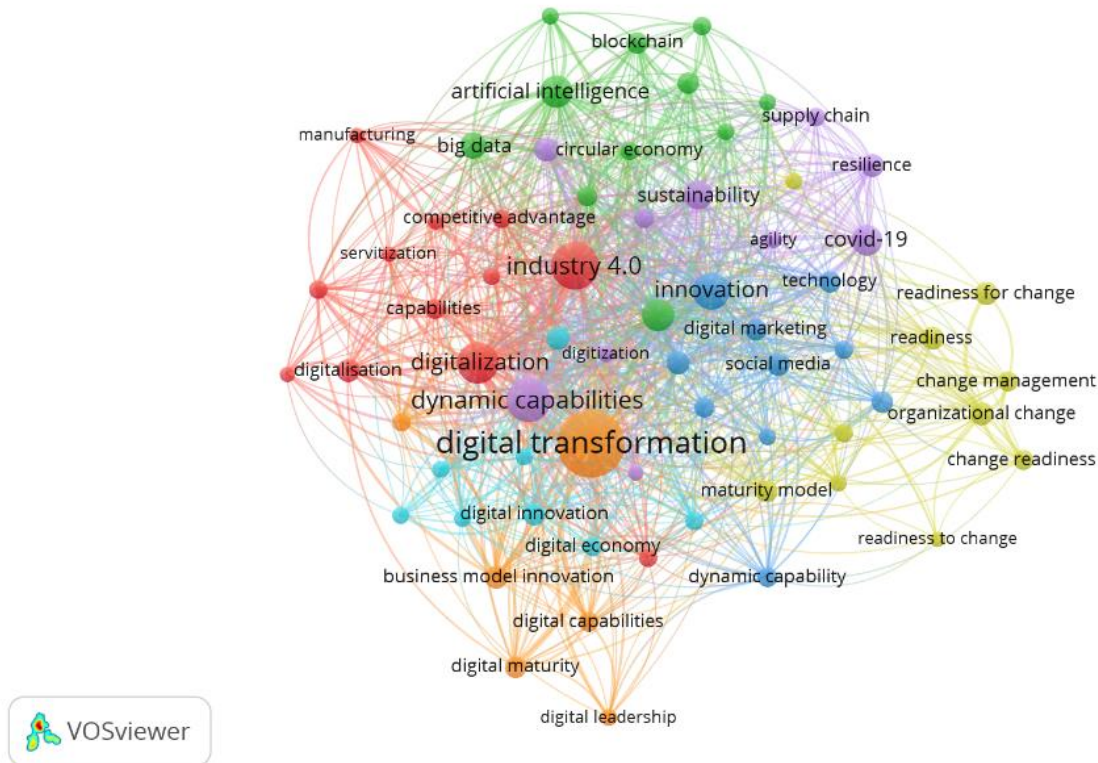 blockchain
artificial intelligence
supply chain
manufacturing
big data
circular economy
resilience
sustainability
competitive advantage
agility
covid-19
servitization
industry 4.0
technology
innovation
readiness for change
capabilities
digital marketing
readiness
digitization
digitalization
social media
digitalisation
change management
dynamic capabilities
organizational change
digital transformation
change readiness
maturity model
digital innovation
readiness to change
digital economy
business model innovation
dynamic capability
digital capabilities
digital maturity
digital leadership
VOSviewer